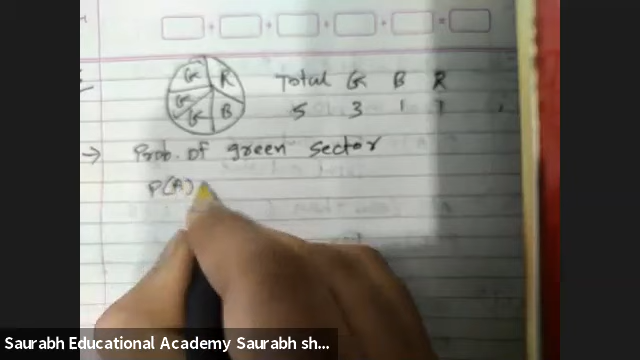 + + + + =
G R
G
G B
Total G B R
5 3 1 1
→ Prob. of green sector
P(A)
Saurabh Educational Academy Saurabh sh...